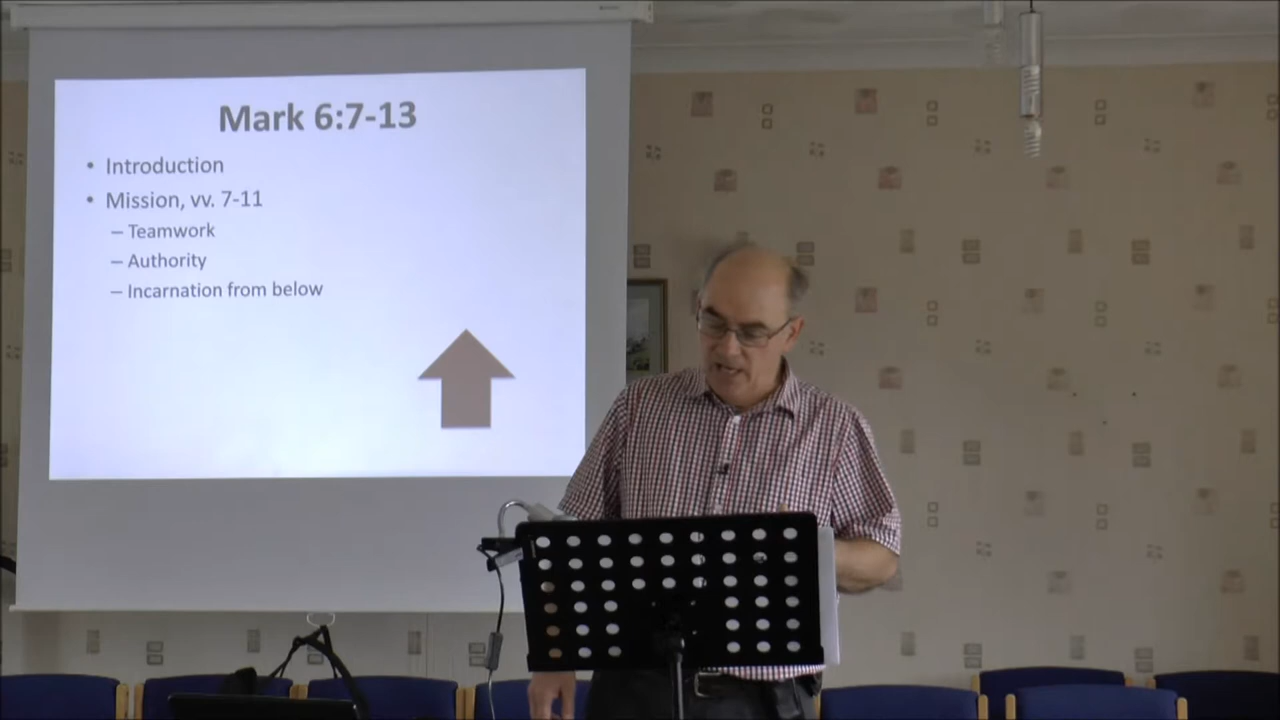 Mark 6:7-13
• Introduction
• Mission, vv. 7-11
– Teamwork
– Authority
– Incarnation from below